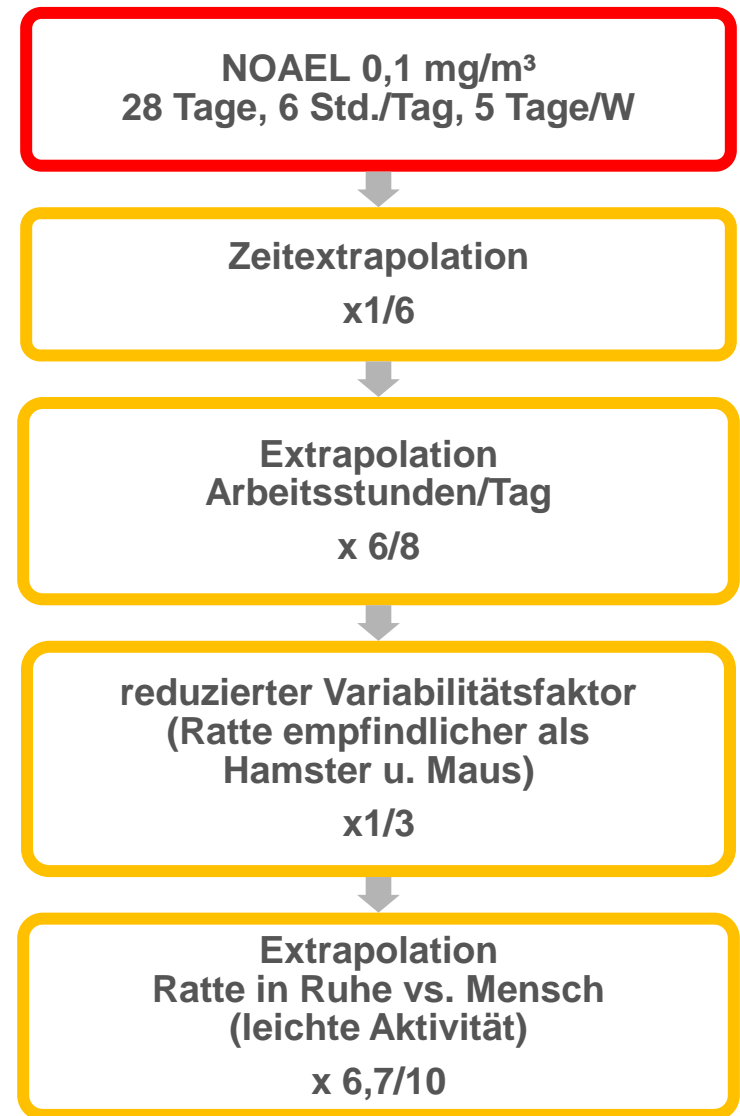 NOAEL 0,1 mg/m³
28 Tage, 6 Std./Tag, 5 Tage/W
Zeitextrapolation
x1/6
Extrapolation
Arbeitsstunden/Tag
x 6/8
reduzierter Variabilitätsfaktor
(Ratte empfindlicher als
Hamster u. Maus)
x1/3
Extrapolation
Ratte in Ruhe vs. Mensch
(leichte Aktivität)
x 6,7/10